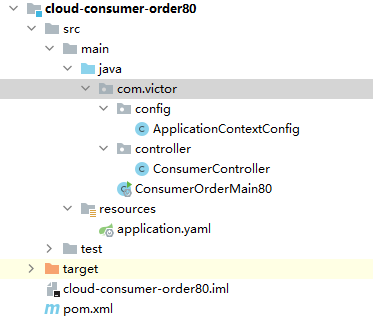 cloud-consumer-order80
src
main
java
com.victor
config
ApplicationContextConfig
controller
ConsumerController
ConsumerOrderMain80
resources
application.yaml
test
target
cloud-consumer-order80.iml
pom.xml